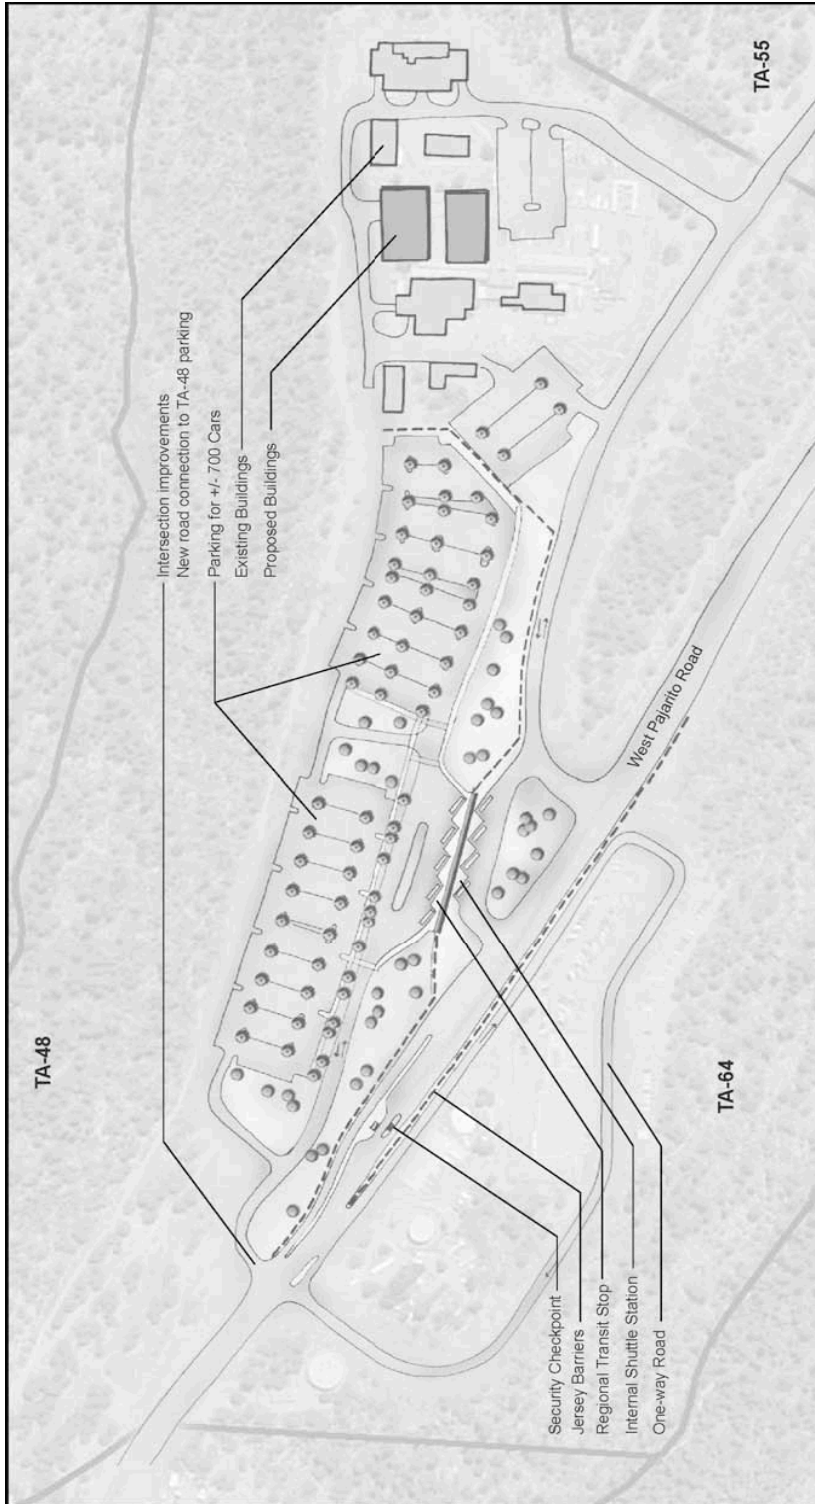 TA-48
TA-55
Intersection improvements
New road connection to TA-48 parking
Parking for +/- 700 Cars
Existing Buildings
Proposed Buildings
West Pajarito Road
TA-64
Security Checkpoint
Jersey Barriers
Regional Transit Stop
Internal Shuttle Station
One-way Road